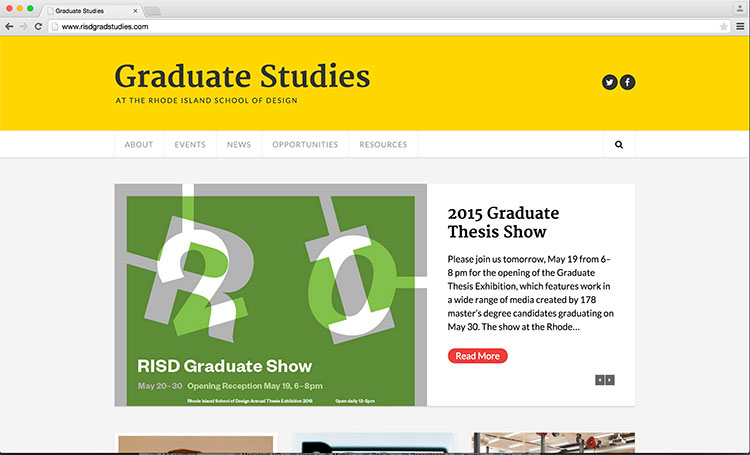 Graduate Studies
www.risdgradstudies.com
Graduate Studies
AT THE RHODE ISLAND SCHOOL OF DESIGN
ABOUT
EVENTS
NEWS
OPPORTUNITIES
RESOURCES
RISD Graduate Show
May 20–30 Opening Reception May 19, 6–8pm
Rhode Island School of Design Annual Thesis Exhibition 2015 Open daily 12–5pm
2015 Graduate
Thesis Show
Please join us tomorrow, May 19 from 6–
8 pm for the opening of the Graduate
Thesis Exhibition, which features work in
a wide range of media created by 178
master's degree candidates graduating on
May 30. The show at the Rhode...
Read More